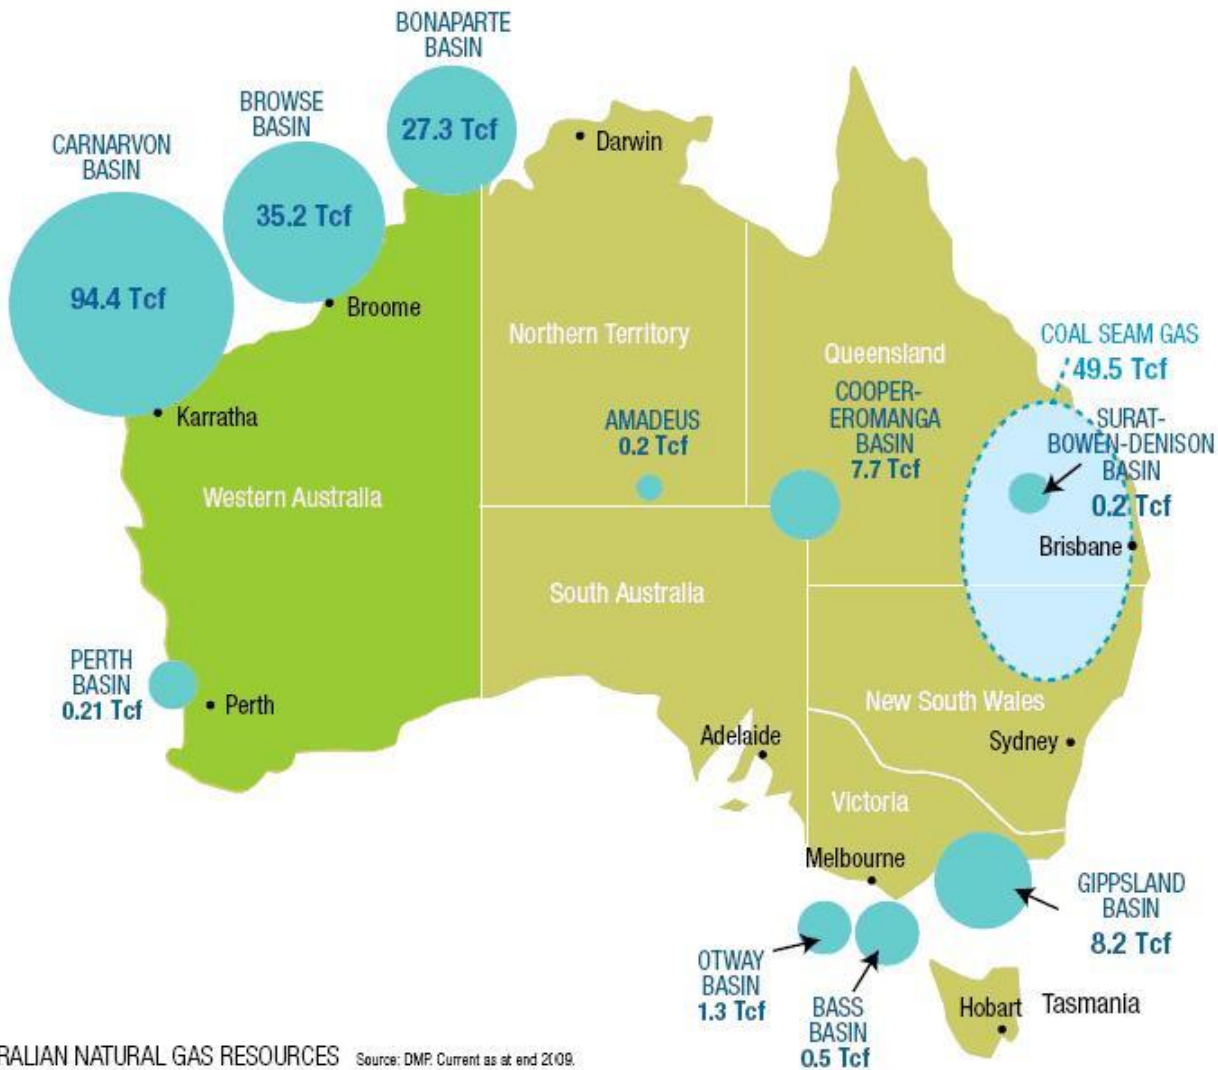 BONAPARTE
BASIN
27.3 Tcf
BROWSE
BASIN
35.2 Tcf
CARNARVON
BASIN
94.4 Tcf
Darwin
Broome
Karratha
Northern Territory
Queensland
COAL SEAM GAS
49.5 Tcf
COOPER-
EROMANGA
BASIN
7.7 Tcf
AMADEUS
0.2 Tcf
SURAT-
BOWEN-DENISON
BASIN
0.2 Tcf
Western Australia
Brisbane
South Australia
PERTH
BASIN
0.21 Tcf
Perth
New South Wales
Adelaide
Sydney
Victoria
Melbourne
GIPPSLAND
BASIN
8.2 Tcf
OTWAY
BASIN
1.3 Tcf
BASS
BASIN
0.5 Tcf
Hobart
Tasmania
RALIAN NATURAL GAS RESOURCES Source: DMP. Current as at end 2009.